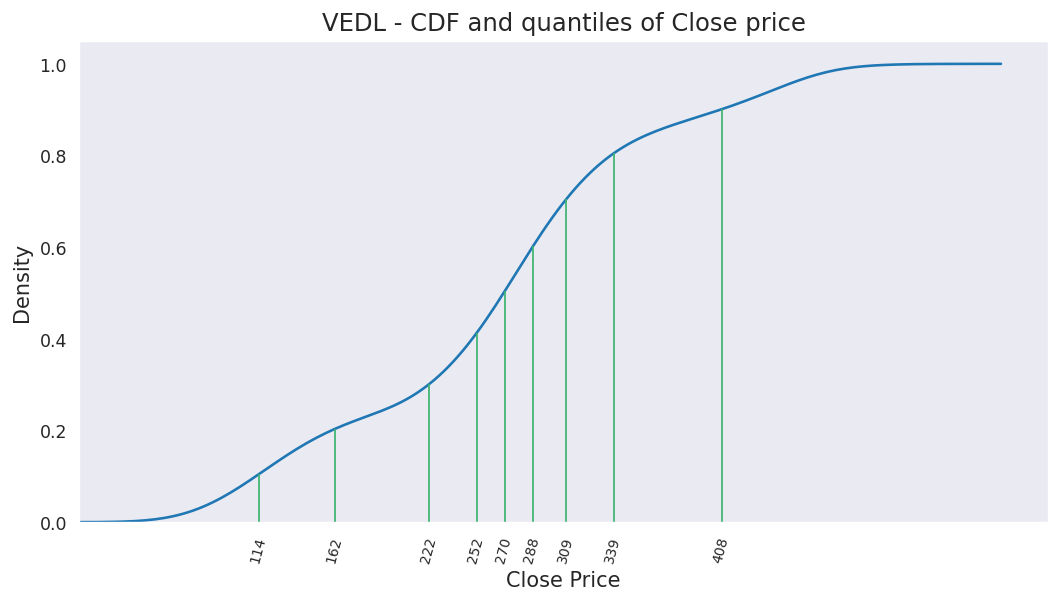 VEDL - CDF and quantiles of Close price
Density
1.0
0.8
0.6
0.4
0.2
0.0
114 162 222 252 270 288 309 339 408
Close Price